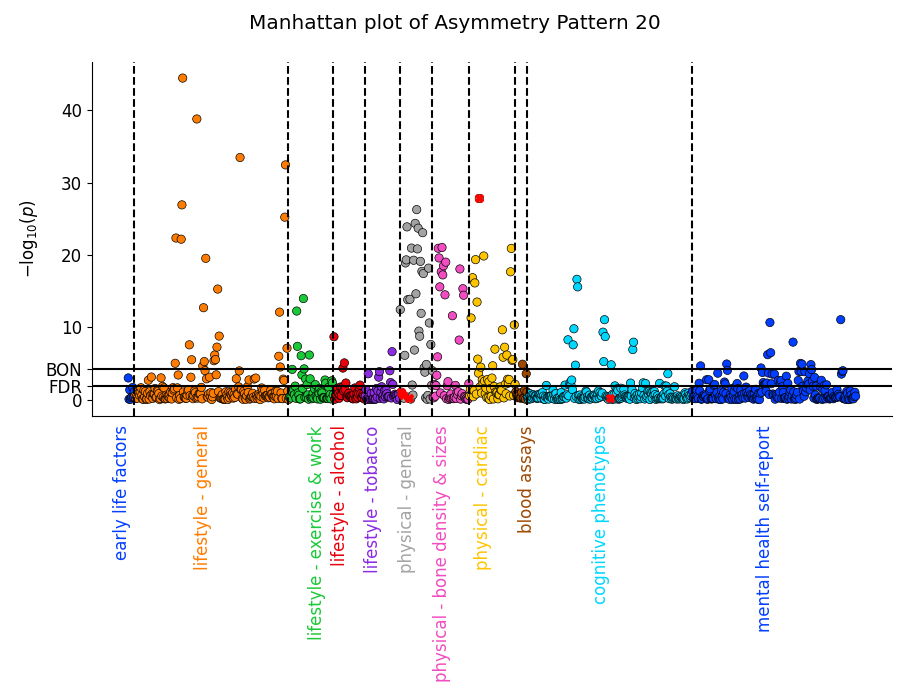 Manhattan plot of Asymmetry Pattern 20
−log10(p)
40
30
20
10
BON
FDR
0
early life factors
lifestyle - general
lifestyle - exercise & work
lifestyle - alcohol
lifestyle - tobacco
physical - general
physical - bone density & sizes
physical - cardiac
blood assays
cognitive phenotypes
mental health self-report